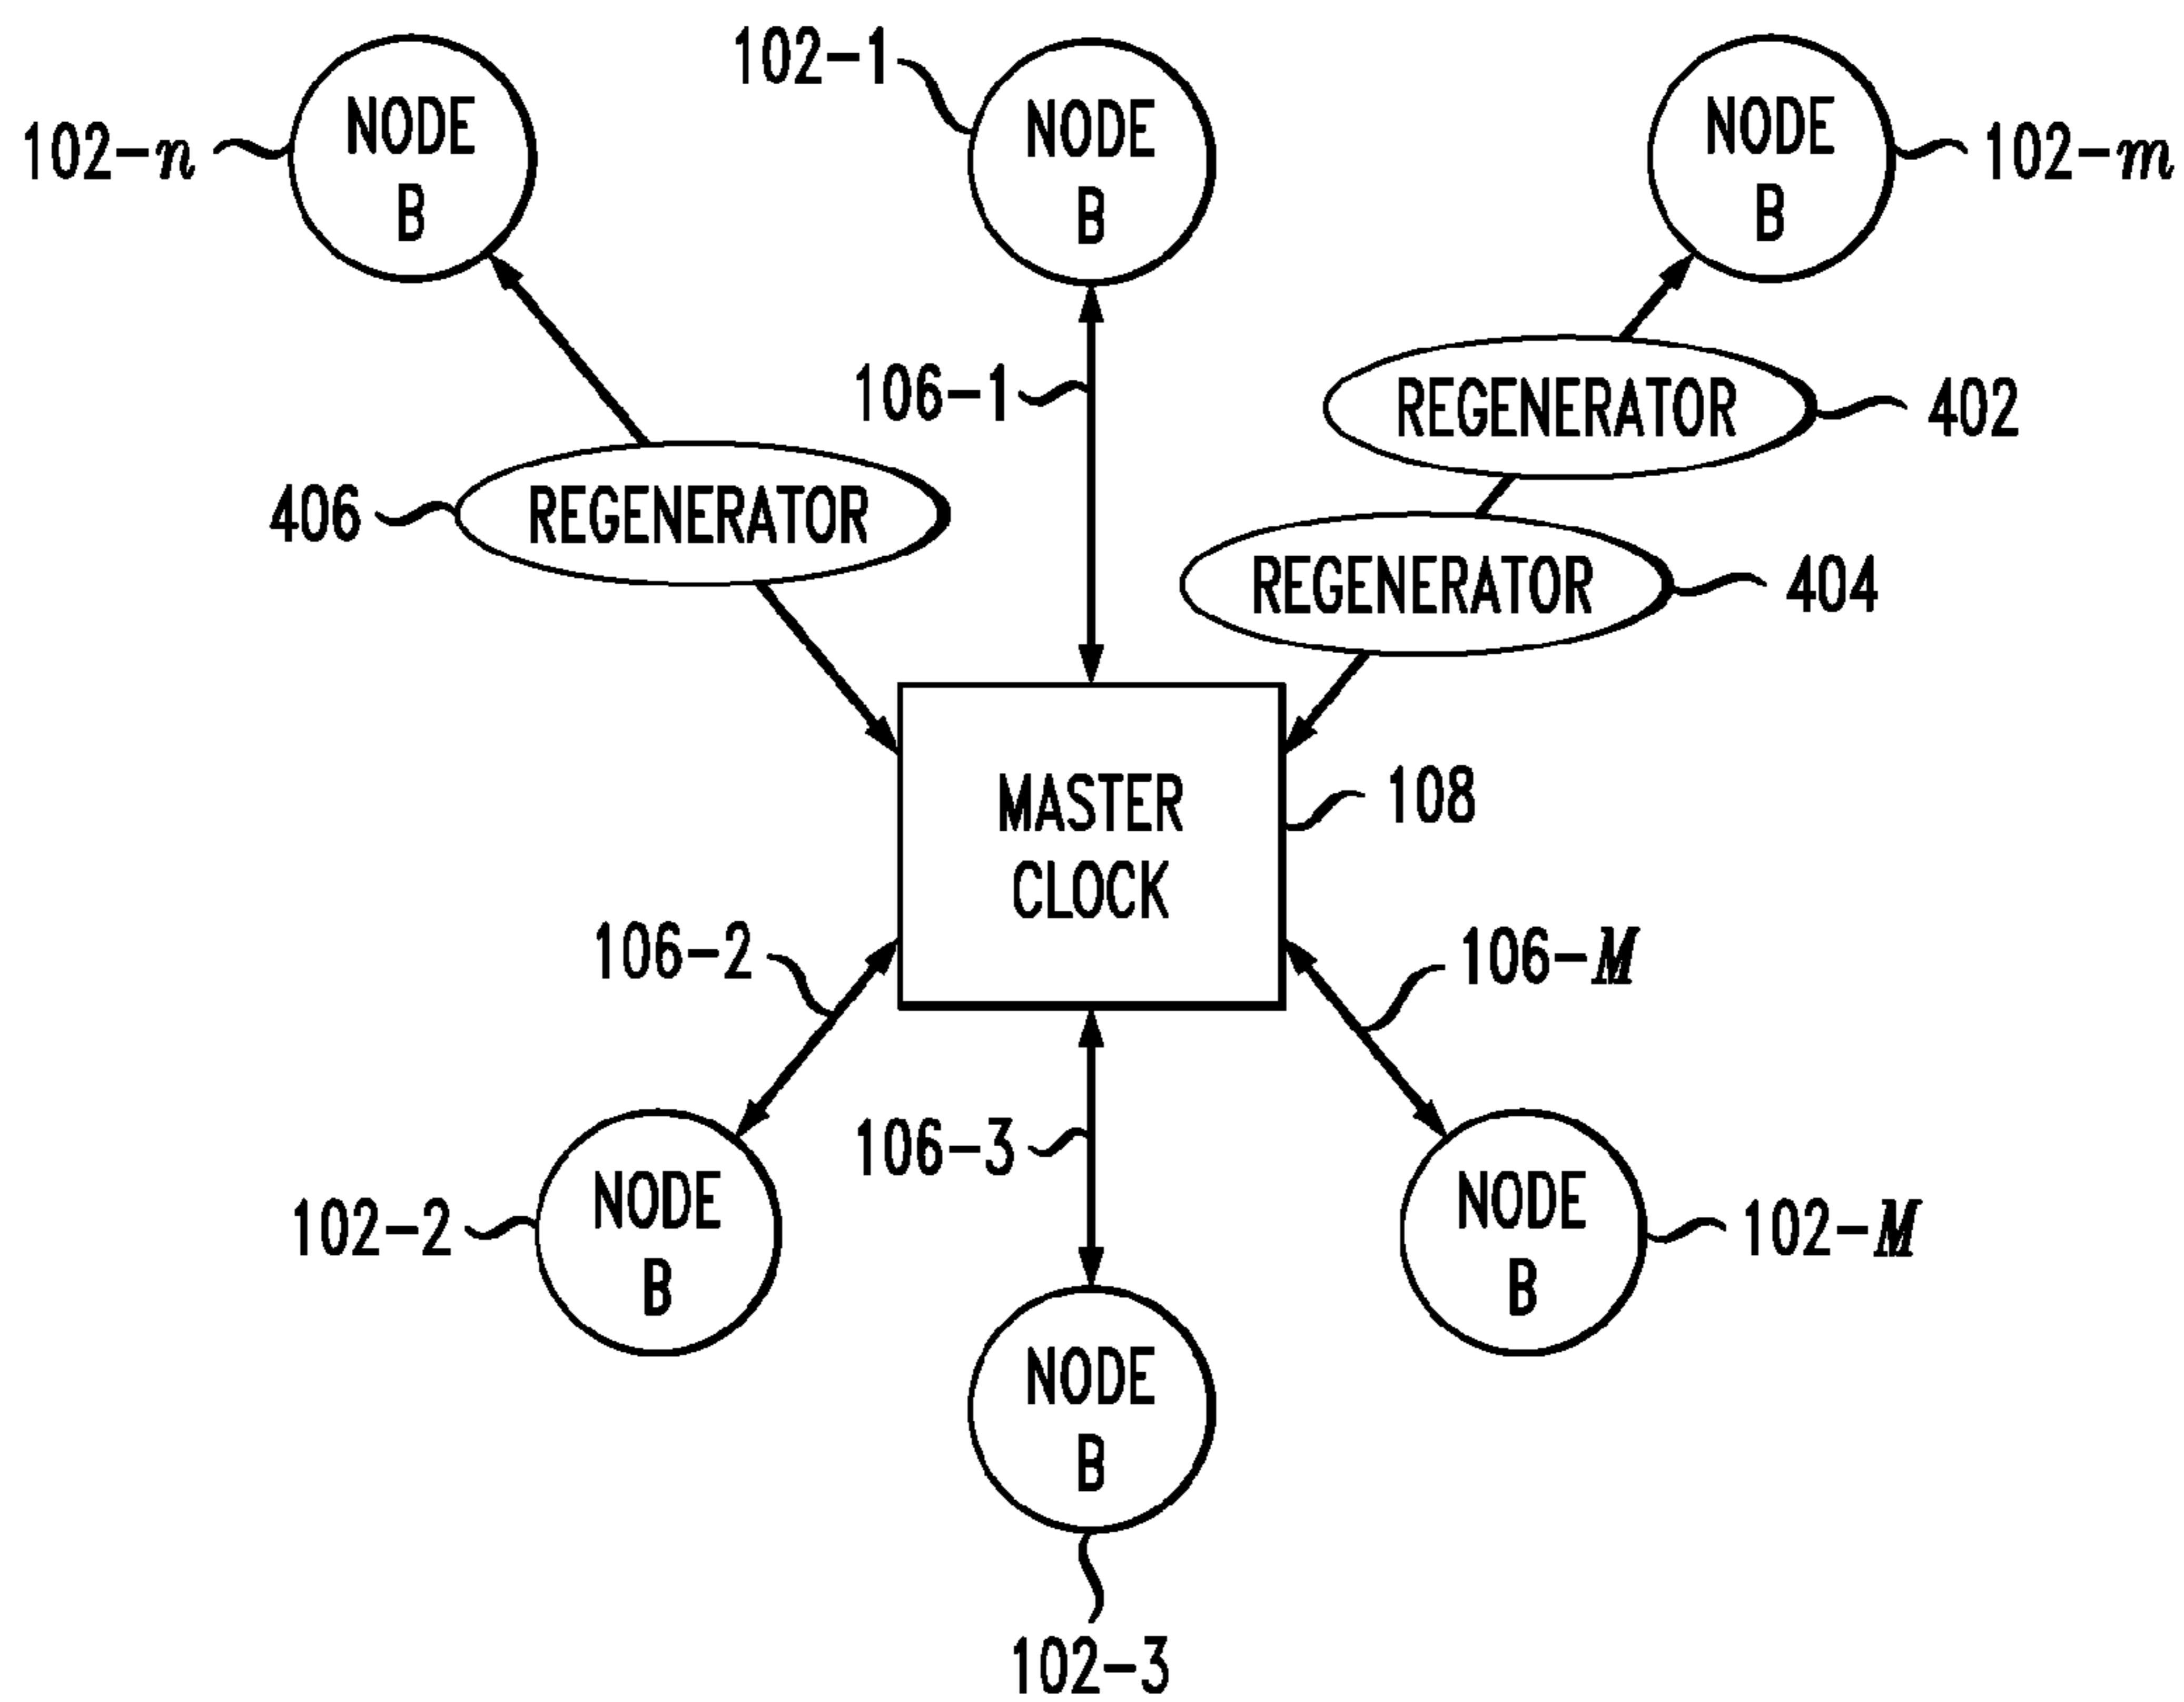 102-n
NODE
B
102-1
NODE
B
NODE
B
102-m
106-1
REGENERATOR
402
406
REGENERATOR
REGENERATOR
404
MASTER
CLOCK
108
106-2
106-M
106-3
102-2
NODE
B
NODE
B
102-M
NODE
B
102-3